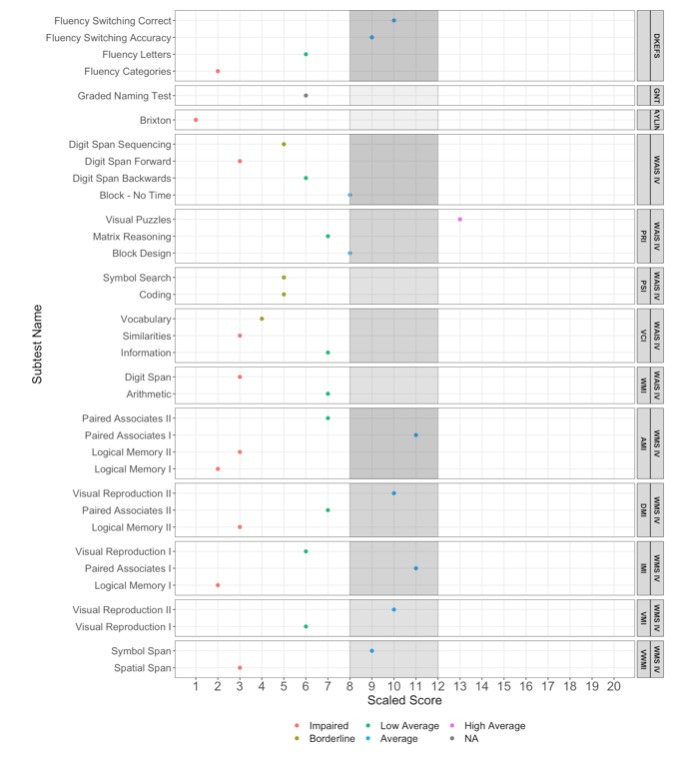 Fluency Switching Correct
Fluency Switching Accuracy
Fluency Letters
Fluency Categories
DKEFS
Graded Naming Test
GNT
Brixton
AYLIN
Digit Span Sequencing
Digit Span Forward
Digit Span Backwards
Block - No Time
WAIS IV
Visual Puzzles
Matrix Reasoning
Block Design
PRI
WAIS IV
Symbol Search
Coding
PSI
WAIS IV
Vocabulary
Similarities
Information
VCI
WAIS IV
Digit Span
Arithmetic
WMI
WAIS IV
Paired Associates II
Paired Associates I
Logical Memory II
Logical Memory I
AMI
WMS IV
Visual Reproduction II
Paired Associates II
Logical Memory II
DMI
WMS IV
Visual Reproduction I
Paired Associates I
Logical Memory I
IMI
WMS IV
Visual Reproduction II
Visual Reproduction I
VMI
WMS IV
Symbol Span
Spatial Span
VWMI
WMS IV
Subtest Name
1 2 3 4 5 6 7 8 9 10 11 12 13 14 15 16 17 18 19 20
Scaled Score
Impaired Low Average High Average
Borderline Average NA